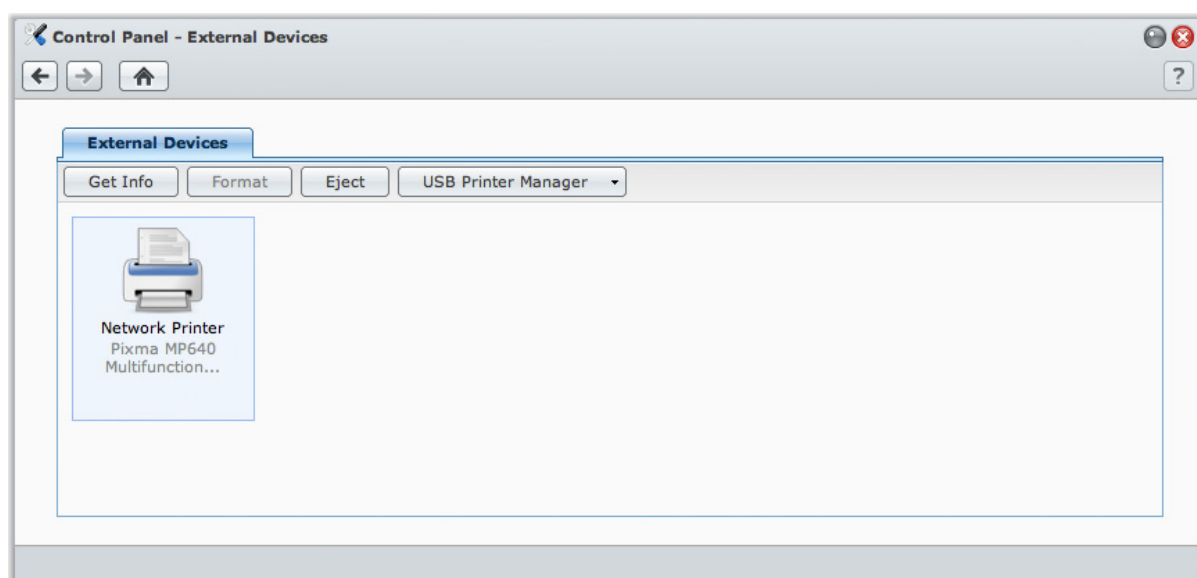 Control Panel - External Devices
?
External Devices
Get Info Format Eject USB Printer Manager
Network Printer
Pixma MP640
Multifunction...